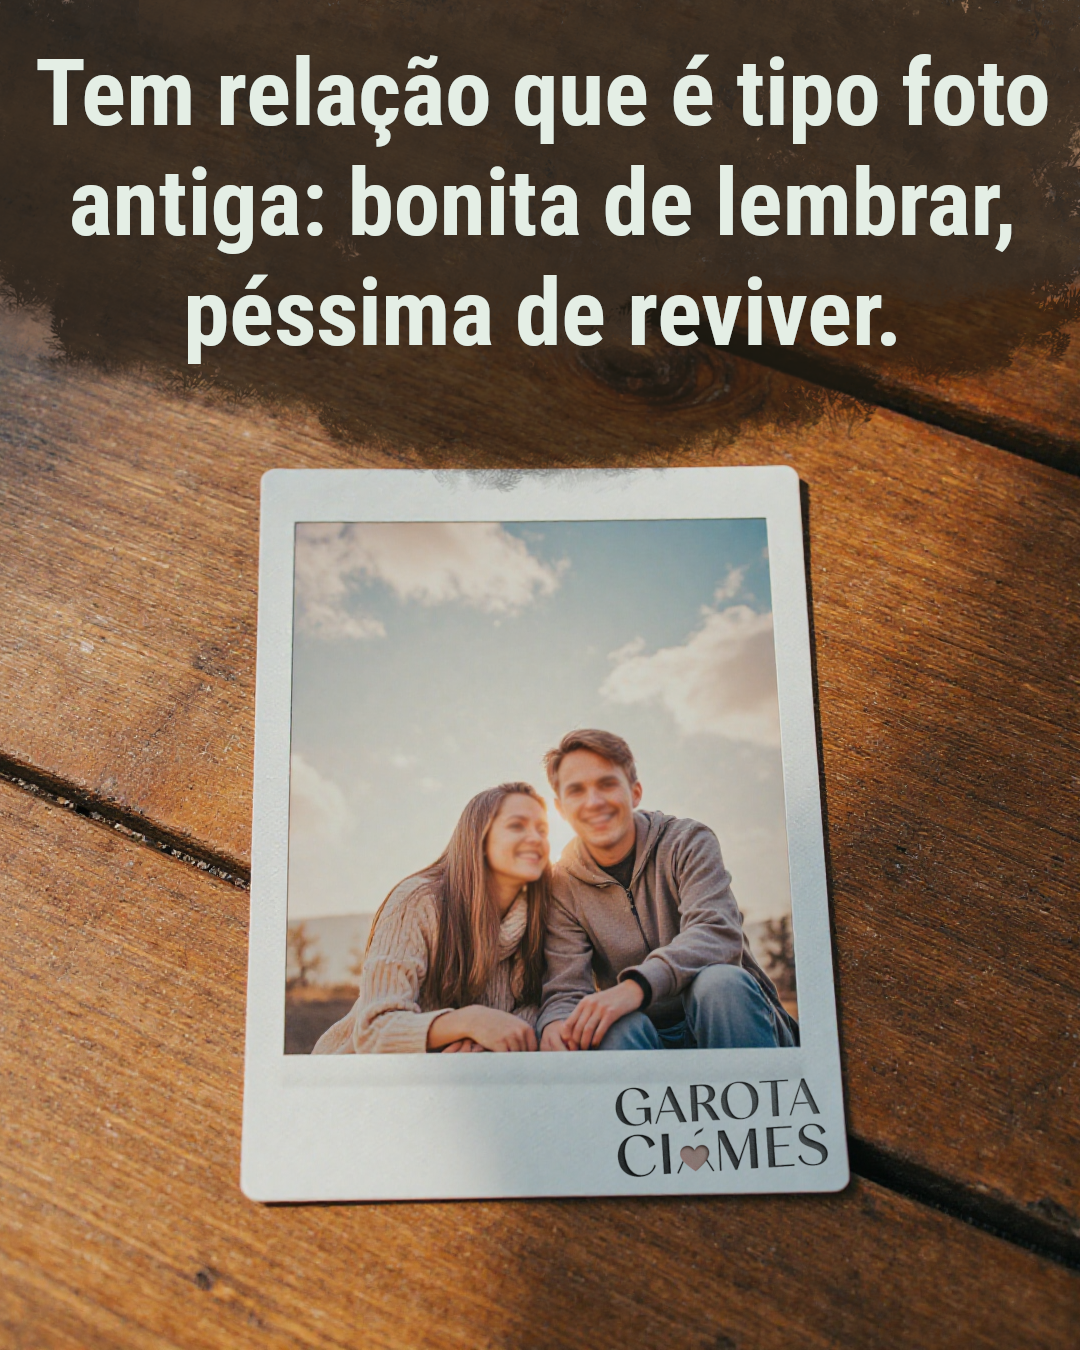 Tem relação que é tipo foto
antiga: bonita de lembrar,
péssima de reviver.
GAROTA
CIÚMES